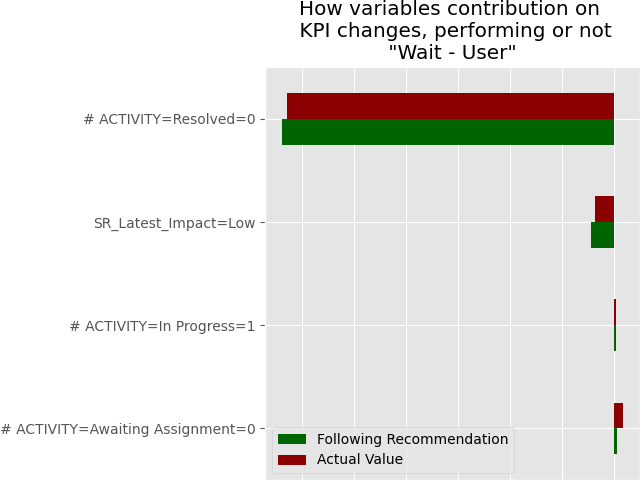 How variables contribution on
KPI changes, performing or not
"Wait - User"
# ACTIVITY=Resolved=0
SR_Latest_Impact=Low
# ACTIVITY=In Progress=1
# ACTIVITY=Awaiting Assignment=0
Following Recommendation
Actual Value